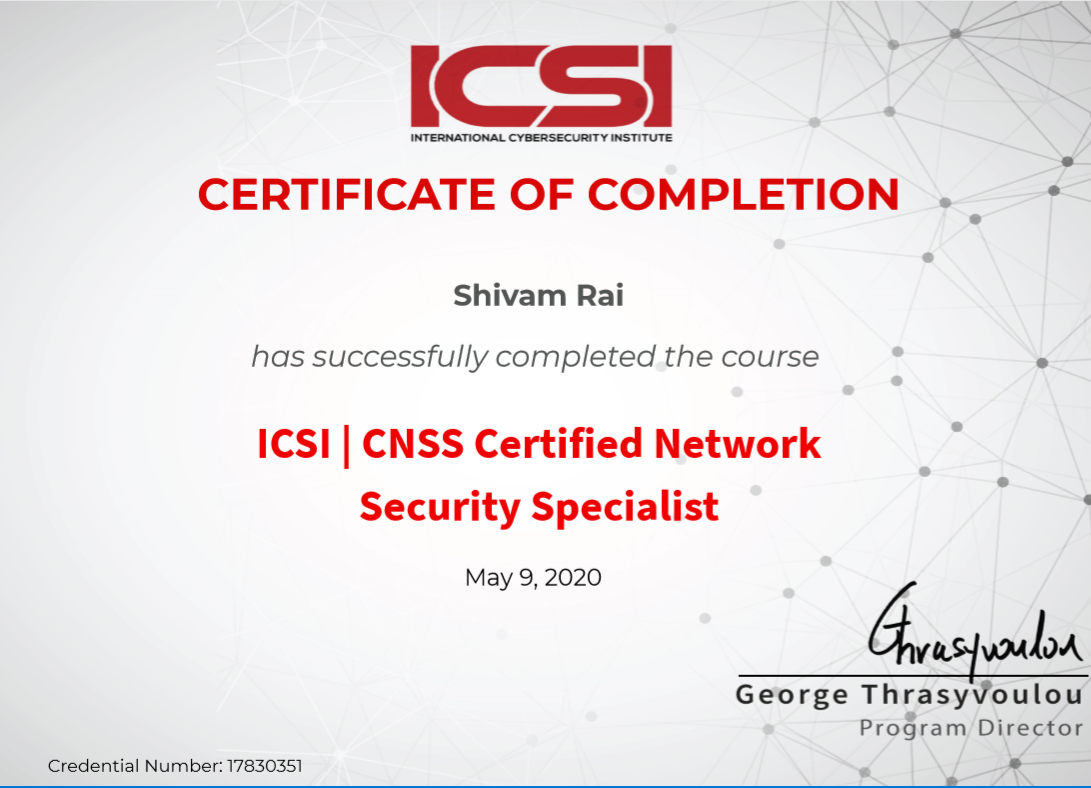 ICSI
INTERNATIONAL CYBERSECURITY INSTITUTE
CERTIFICATE OF COMPLETION
Shivam Rai
has successfully completed the course
ICSI | CNSS Certified Network
Security Specialist
May 9, 2020
Thrasyvoulou
George Thrasyvoulou
Program Director
Credential Number: 17830351